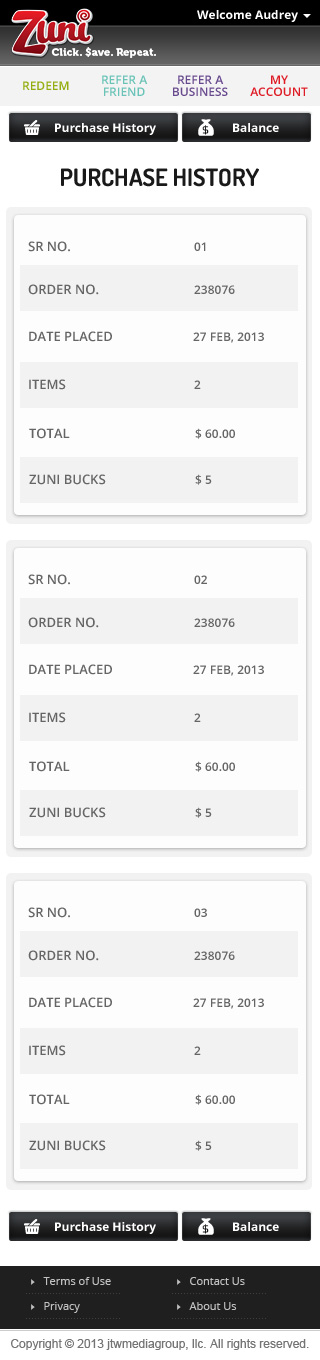 Welcome Audrey
Zuni
Click. $ave. Repeat.
REDEEM
REFER A
FRIEND
REFER A
BUSINESS
MY
ACCOUNT
Purchase History
Balance
PURCHASE HISTORY
SR NO. 01
ORDER NO. 238076
DATE PLACED 27 FEB, 2013
ITEMS 2
TOTAL $ 60.00
ZUNI BUCKS $ 5
SR NO. 02
ORDER NO. 238076
DATE PLACED 27 FEB, 2013
ITEMS 2
TOTAL $ 60.00
ZUNI BUCKS $ 5
SR NO. 03
ORDER NO. 238076
DATE PLACED 27 FEB, 2013
ITEMS 2
TOTAL $ 60.00
ZUNI BUCKS $ 5
Purchase History
Balance
Terms of Use
Contact Us
Privacy
About Us
Copyright © 2013 jtwmediagroup, llc. All rights reserved.